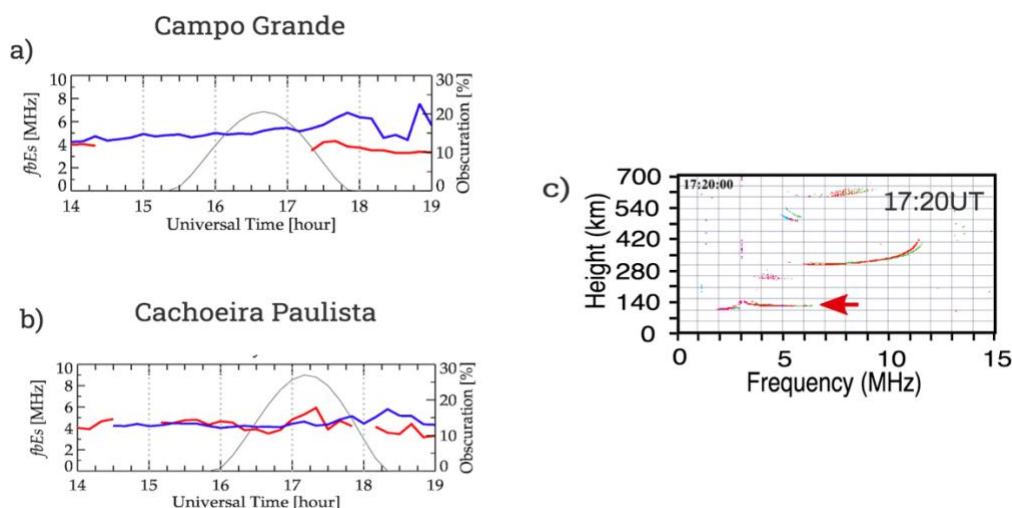 Campo Grande
a)
10
8
6
4
2
0
fbEs [MHz]
30
20
10
0
Obscuration [%]
14 15 16 17 18 19
Universal Time [hour]
b)
Cachoeira Paulista
10
8
6
4
2
0
fbEs [MHz]
30
20
10
0
Obscuration [%]
14 15 16 17 18 19
Universal Time [hour]
c)
700
540
420
280
140
0
Height (km)
17:20:00
17:20UT
0 5 10 15
Frequency (MHz)